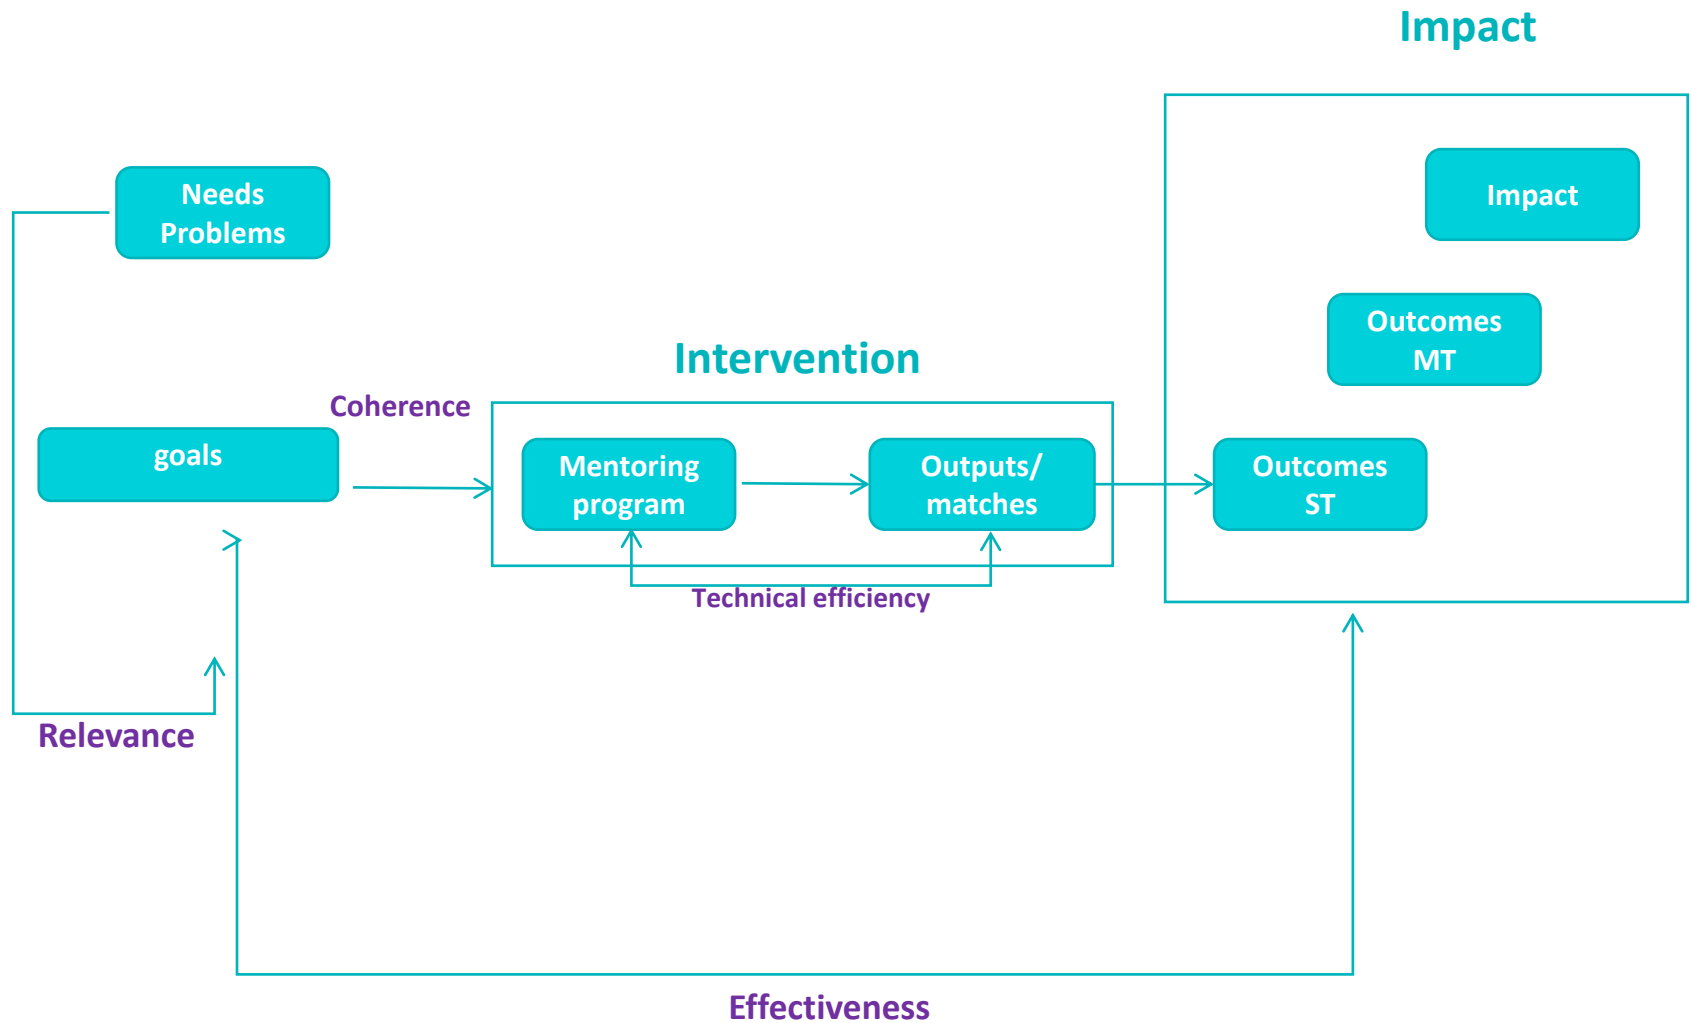 Impact
Needs
Problems
Impact
Outcomes
MT
Intervention
Coherence
goals
Mentoring
program
Outputs/
matches
Outcomes
ST
Technical efficiency
Relevance
Effectiveness